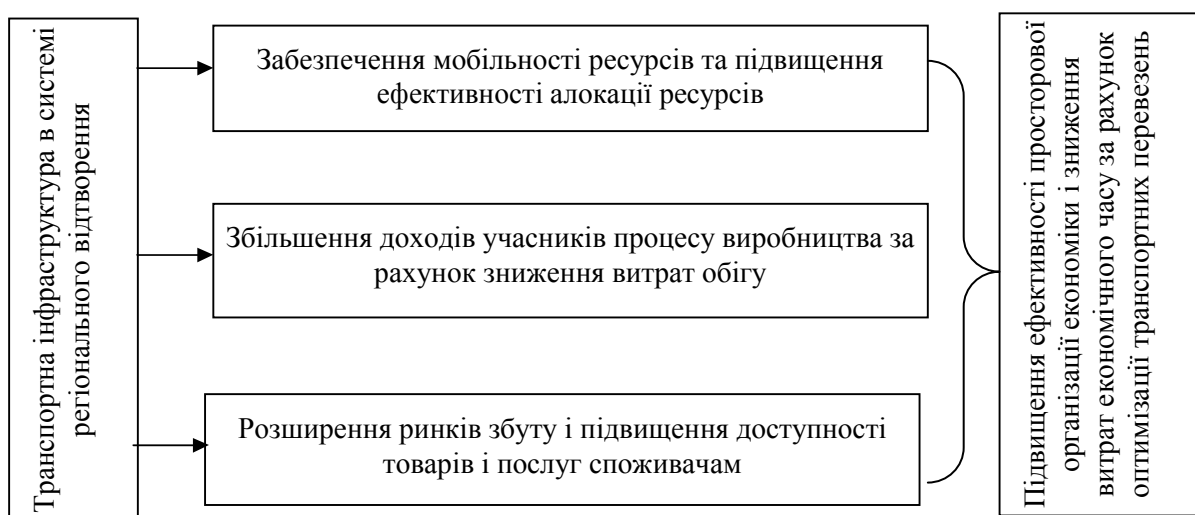 Транспортна інфраструктура в системі
регіонального відтворення
Забезпечення мобільності ресурсів та підвищення
ефективності алокації ресурсів
Збільшення доходів учасників процесу виробництва за
рахунок зниження витрат обігу
Розширення ринків збуту і підвищення доступності
товарів і послуг споживачам
Підвищення ефективності просторової
організації економіки і зниження
витрат економічного часу за рахунок
оптимізації транспортних перевезень